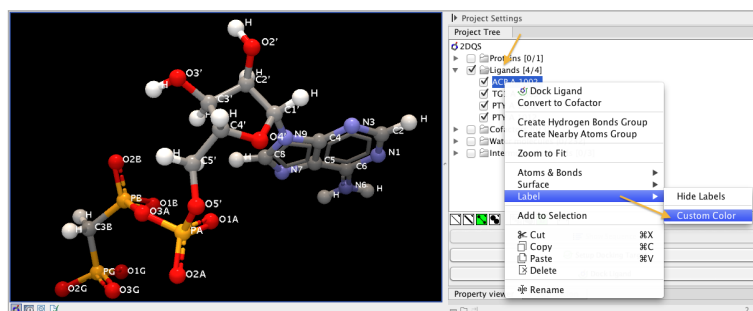 Project Settings
Project Tree
2DQS
Proteins [0/1]
Ligands [4/4]
ACP A 1002
Dock Ligand
Convert to Cofactor
Create Hydrogen Bonds Group
Create Nearby Atoms Group
Zoom to Fit
Atoms & Bonds
Surface
Label
Hide Labels
Custom Color
Add to Selection
Cut ⌘X
Copy ⌘C
Paste ⌘V
Delete
Rename
Property view
O2'
H
H
O3'
H
C2'
C3'
H
C1'
H
C4'
H
O4'
N9
N3
C4
C2
H
N1
C8
C5
C6
H
N7
N6
H
H
C5'
O2B
PB
O1B
O3A
O5'
O1A
PA
H
C3B
H
PG
O1G
O2G
O3G
O2A